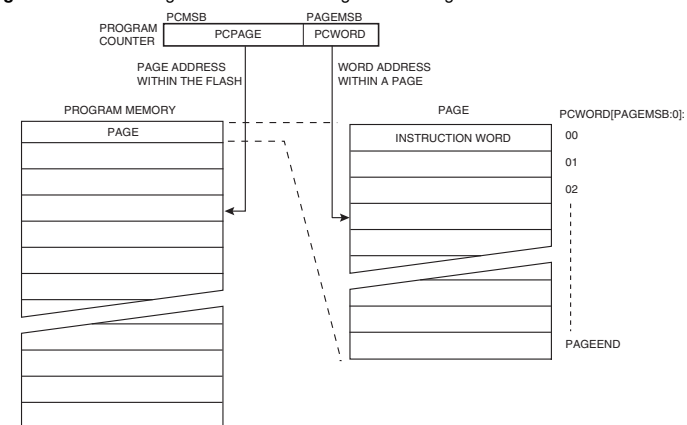 PCMSB PAGEMSB
PROGRAM
COUNTER
PCPAGE PCWORD
PAGE ADDRESS
WITHIN THE FLASH
WORD ADDRESS
WITHIN A PAGE
PROGRAM MEMORY
PAGE
PAGE
PCWORD[PAGEMSB:0]:
INSTRUCTION WORD
00
01
02
PAGEEND